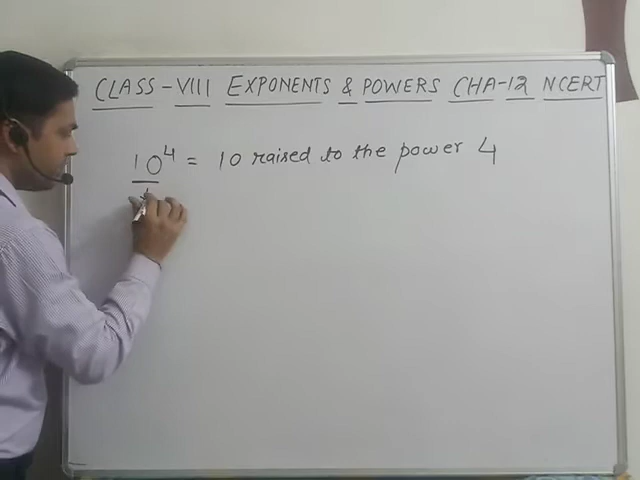 CLASS-VIII EXPONENTS & POWERS CHA-12 NCERT
10⁴ = 10 raised to the power 4